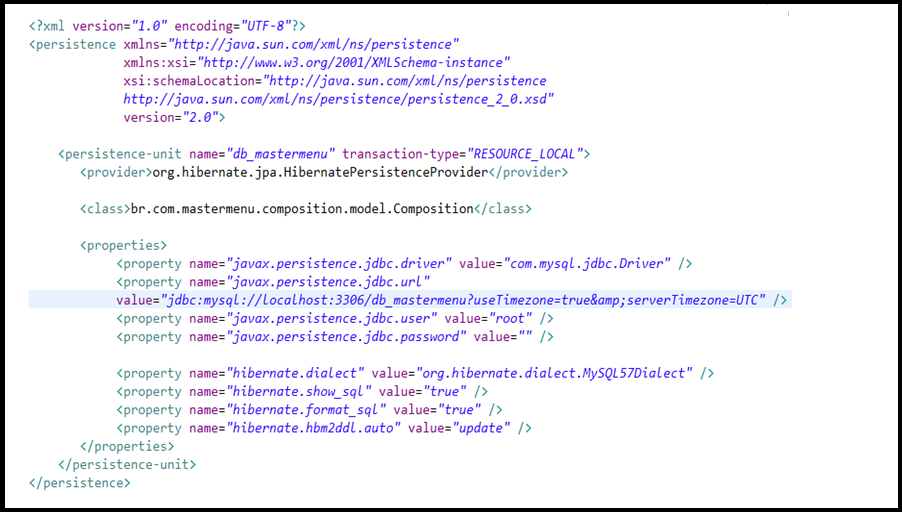 <?xml version="1.0" encoding="UTF-8"?>
<persistence xmlns="http://java.sun.com/xml/ns/persistence"
xmlns:xsi="http://www.w3.org/2001/XMLSchema-instance"
xsi:schemaLocation="http://java.sun.com/xml/ns/persistence
http://java.sun.com/xml/ns/persistence/persistence_2_0.xsd"
version="2.0">
<persistence-unit name="db_mastermenu" transaction-type="RESOURCE_LOCAL">
<provider>org.hibernate.jpa.HibernatePersistenceProvider</provider>
<class>br.com.mastermenu.composition.model.Composition</class>
<properties>
<property name="javax.persistence.jdbc.driver" value="com.mysql.jdbc.Driver" />
<property name="javax.persistence.jdbc.url"
value="jdbc:mysql://localhost:3306/db_mastermenu?useTimezone=true&amp;serverTimezone=UTC" />
<property name="javax.persistence.jdbc.user" value="root" />
<property name="javax.persistence.jdbc.password" value="" />
<property name="hibernate.dialect" value="org.hibernate.dialect.MySQL57Dialect" />
<property name="hibernate.show_sql" value="true" />
<property name="hibernate.format_sql" value="true" />
<property name="hibernate.hbm2ddl.auto" value="update" />
</properties>
</persistence-unit>
</persistence>